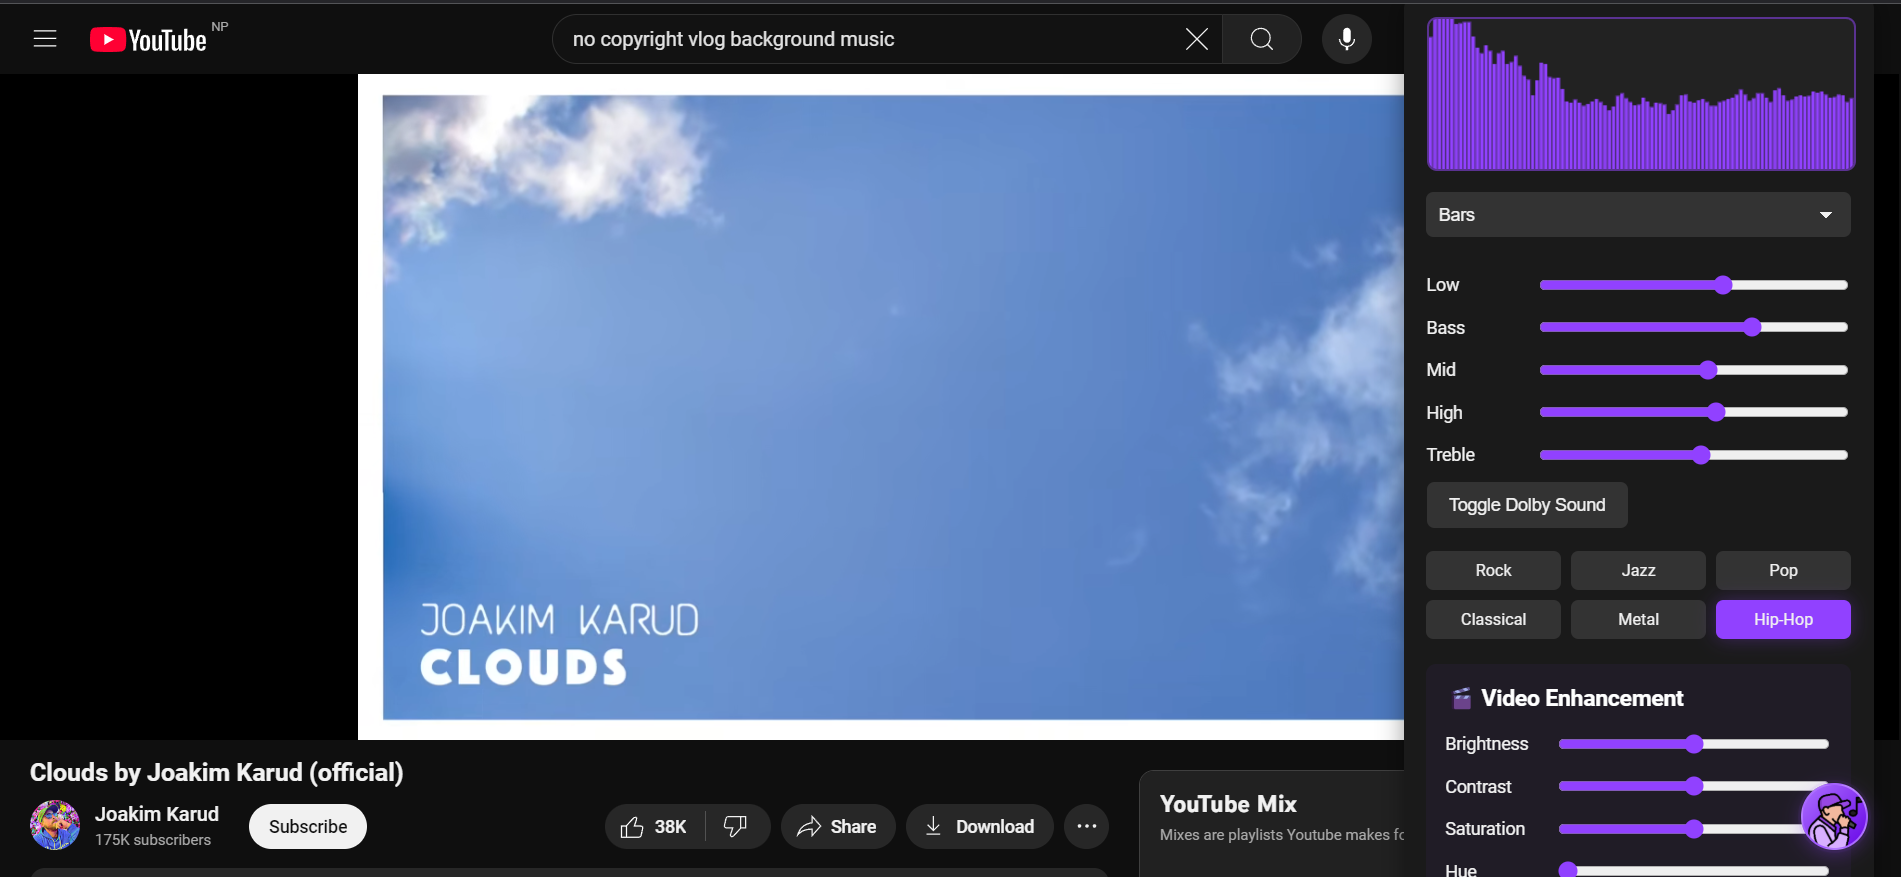 YouTube NP
no copyright vlog background music
Bars
Low
Bass
Mid
High
Treble
Toggle Dolby Sound
Rock Jazz Pop
Classical Metal Hip-Hop
Video Enhancement
Brightness
Contrast
Saturation
Hue
JOAKIM KARUD
CLOUDS
Clouds by Joakim Karud (official)
Joakim Karud
175K subscribers
Subscribe
38K
Share
Download
YouTube Mix
Mixes are playlists Youtube makes fo